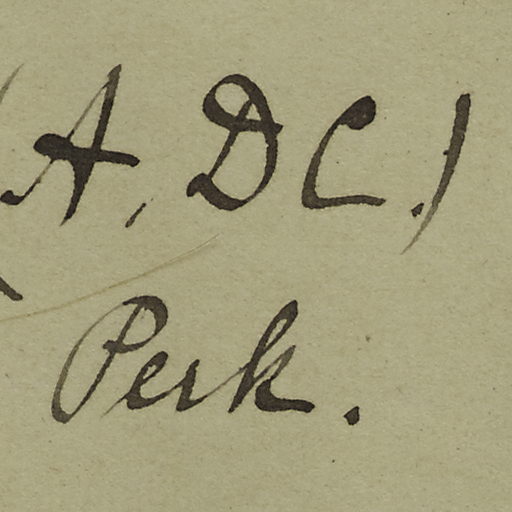 (A, DC.)
Perk.